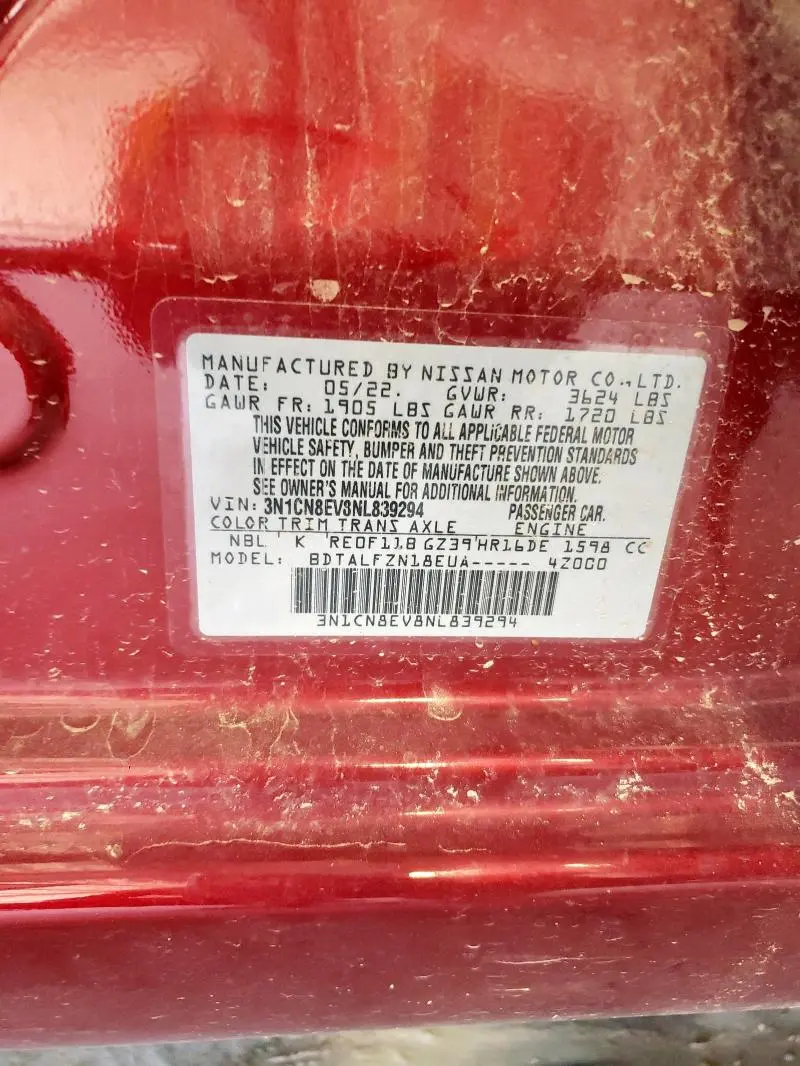 MANUFACTURED BY NISSAN MOTOR CO., LTD.
DATE: 05/22. GVWR: 3624 LBS
GAWR FR: 1905 LBS GAWR RR: 1720 LBS
THIS VEHICLE CONFORMS TO ALL APPLICABLE FEDERAL MOTOR
VEHICLE SAFETY, BUMPER AND THEFT PREVENTION STANDARDS
IN EFFECT ON THE DATE OF MANUFACTURE SHOWN ABOVE.
SEE OWNER'S MANUAL FOR ADDITIONAL INFORMATION.
VIN: 3N1CN8EV8NL839294 PASSENGER CAR.
COLOR TRIM TRANS AXLE ENGINE
NBL K RE0F11B GZ39 HR16DE 1598 CC
MODEL: BDTALFZN18EUA----- 4Z0C0
3N1CN8EV8NL839294